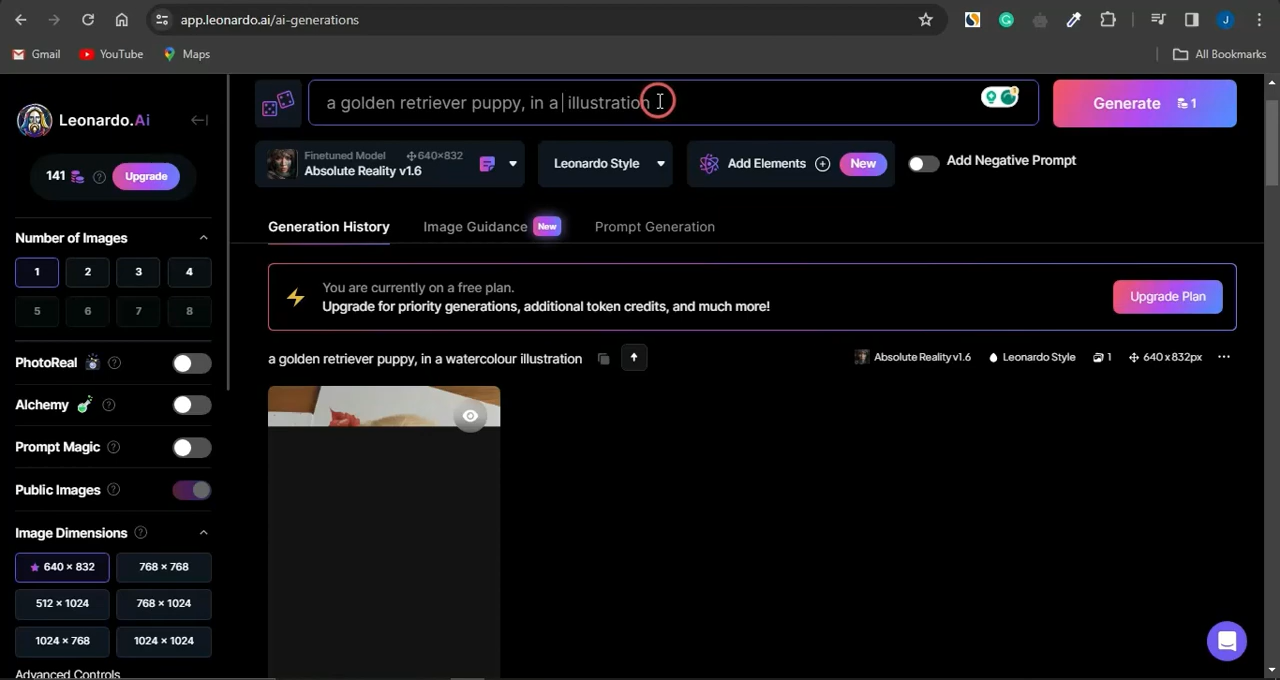 app.leonardo.ai/ai-generations
J
Gmail
YouTube
Maps
All Bookmarks
Leonardo.Ai
a golden retriever puppy, in a illustration
Generate 1
141
Upgrade
Finetuned Model 640×832
Absolute Reality v1.6
Leonardo Style
Add Elements
New
Add Negative Prompt
Number of Images
1 2 3 4
5 6 7 8
Generation History
Image Guidance New
Prompt Generation
You are currently on a free plan.
Upgrade for priority generations, additional token credits, and much more!
Upgrade Plan
a golden retriever puppy, in a watercolour illustration
Absolute Reality v1.6
Leonardo Style
1
640 x 832px
PhotoReal
Alchemy
Prompt Magic
Public Images
Image Dimensions
640 × 832
768 × 768
512 × 1024
768 × 1024
1024 × 768
1024 × 1024
Advanced Controls